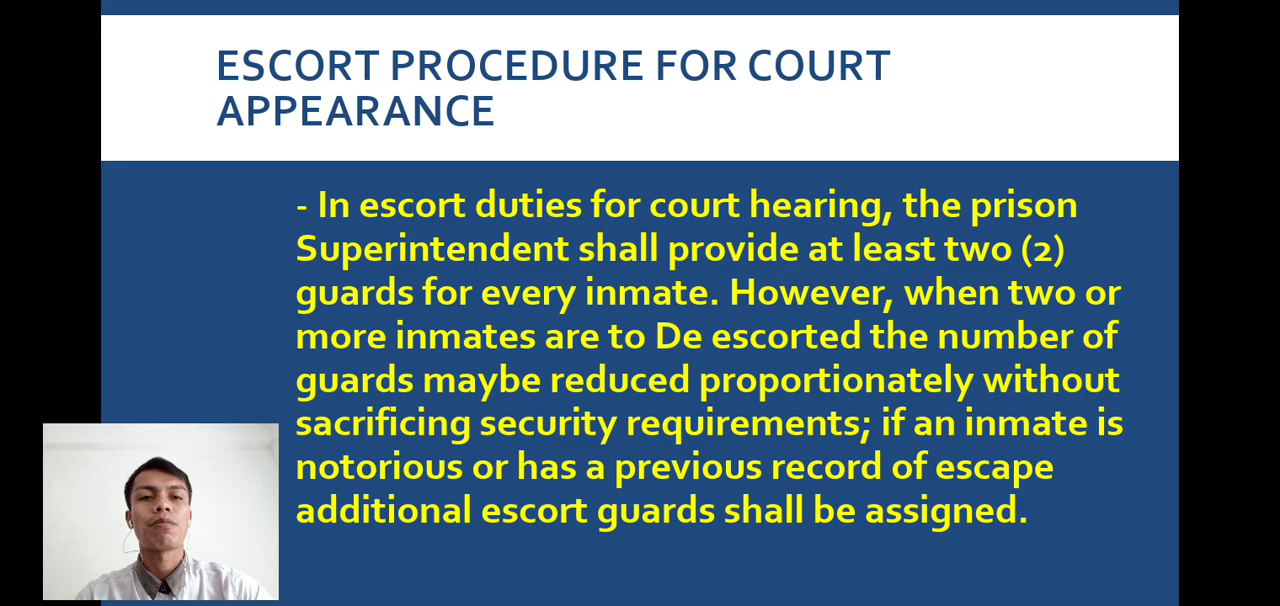 ESCORT PROCEDURE FOR COURT
APPEARANCE
- In escort duties for court hearing, the prison
Superintendent shall provide at least two (2)
guards for every inmate. However, when two or
more inmates are to De escorted the number of
guards maybe reduced proportionately without
sacrificing security requirements; if an inmate is
notorious or has a previous record of escape
additional escort guards shall be assigned.